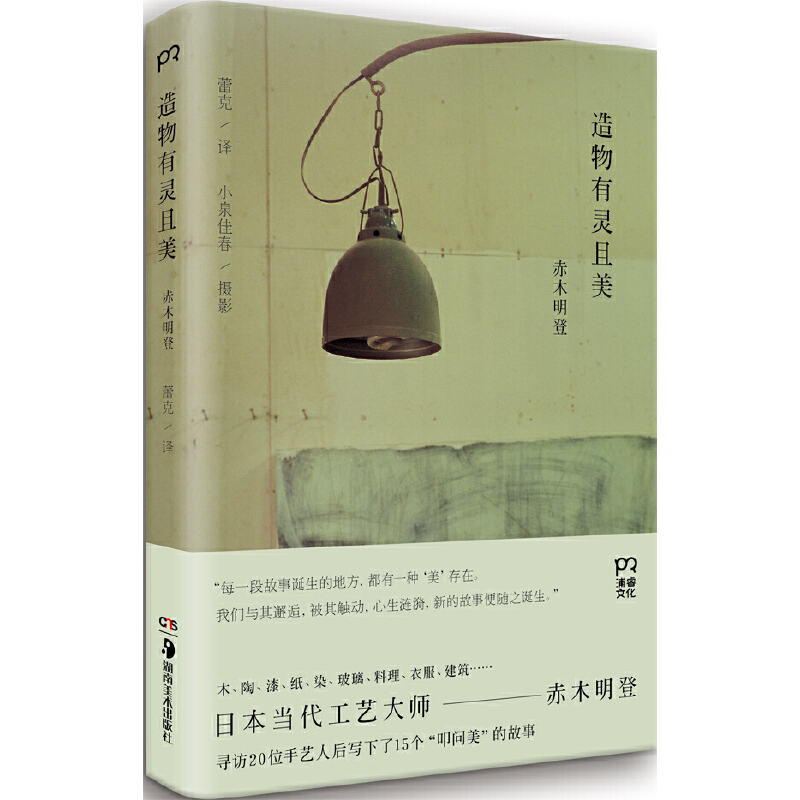 造物有灵且美
赤木明登
蕾克/译
小泉佳春/摄影
造物有灵且美
赤木明登
蕾克/译
湖南美术出版社
浦睿文化
“每一段故事诞生的地方，都有一种‘美’存在。
我们与其邂逅，被其触动，心生涟漪，新的故事便随之诞生。”
木、陶、漆、纸、染、玻璃、料理、衣服、建筑……
日本当代工艺大师——赤木明登
寻访20位手艺人后写下了15个“叩问美”的故事